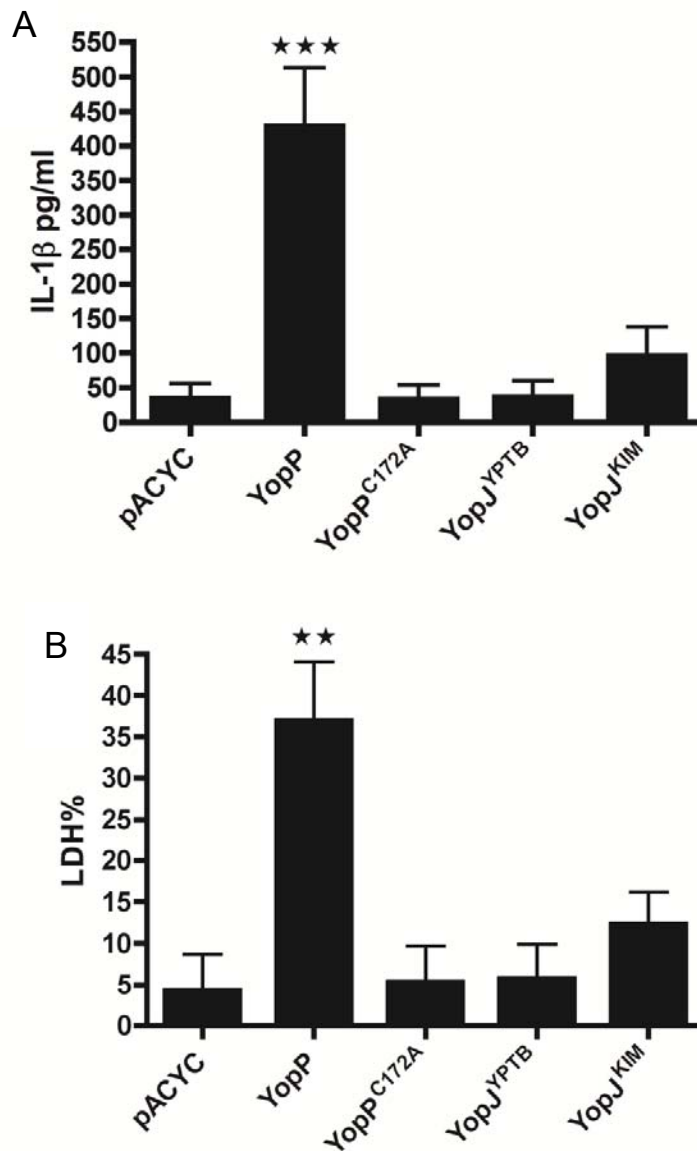 A
★★★
550
500
450
400
350
300
250
200
150
100
50
0
IL-1β pg/ml
pACYC
YopP
YopP^C172A
YopJ^YPTB
YopJ^KIM
B
★★
45
40
35
30
25
20
15
10
5
0
LDH%
pACYC
YopP
YopP^C172A
YopJ^YPTB
YopJ^KIM